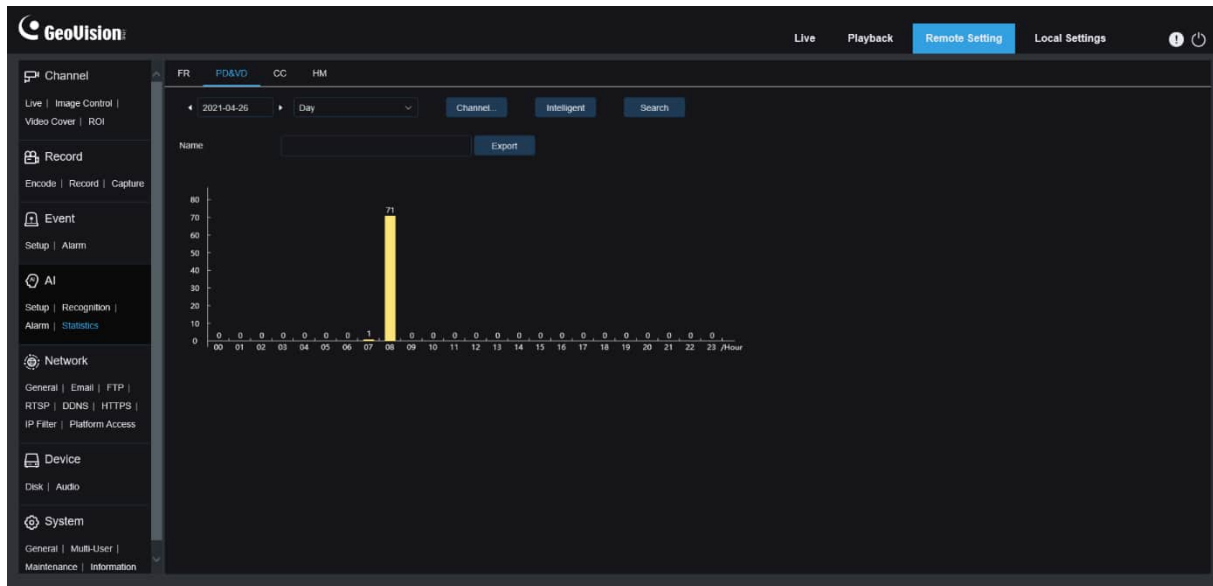 GeoVision
Live Playback Remote Setting Local Settings
Channel
Live | Image Control |
Video Cover | ROI
Record
Encode | Record | Capture
Event
Setup | Alarm
AI
Setup | Recognition |
Alarm | Statistics
Network
General | Email | FTP |
RTSP | DDNS | HTTPS |
IP Filter | Platform Access
Device
Disk | Audio
System
General | Multi-User |
Maintenance | Information
FR PD&VD CC HM
2021-04-26 Day Channel... Intelligent Search
Name Export
80
70 71
60
50
40
30
20
10
0 0 0 0 0 0 0 1 0 0 0 0 0 0 0 0 0 0 0 0 0 0
0
00 01 02 03 04 05 06 07 08 09 10 11 12 13 14 15 16 17 18 19 20 21 22 23 /Hour